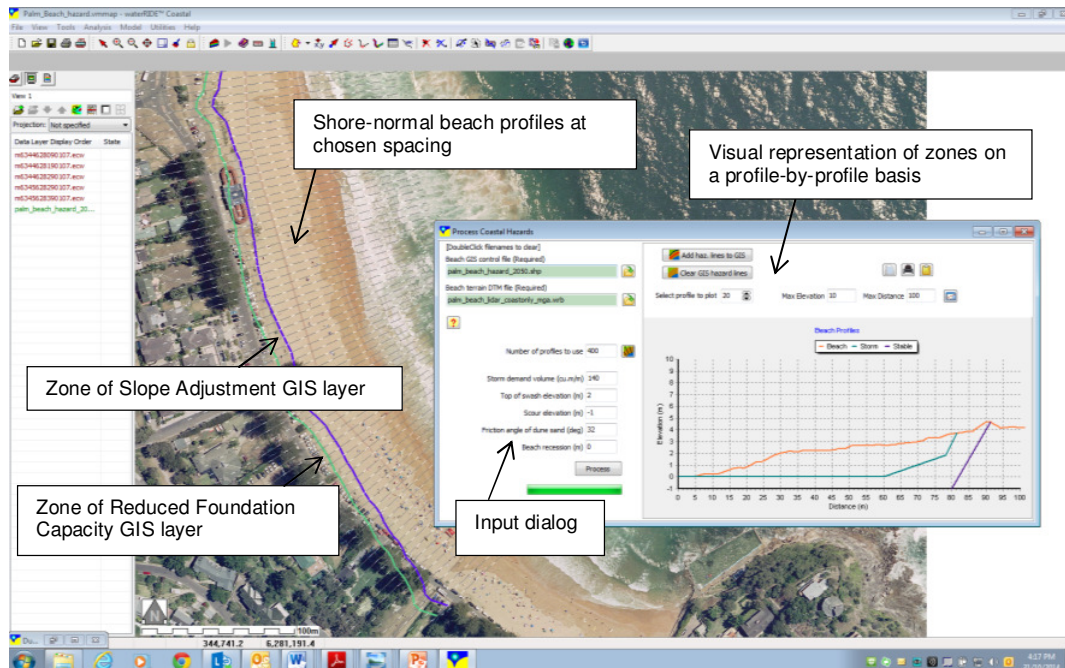 Palm_Beach_hazard.vmmap - waterRIDE™ Coastal
File View Tools Analysis Model Utilities Help
View 1
Projection: Not specified
Data Layer Display Order State
m6344628090107.ecw
m6344628190107.ecw
m6344628290107.ecw
m6345628290107.ecw
m6345628390107.ecw
palm_beach_hazard_20...
Shore-normal beach profiles at
chosen spacing
Visual representation of zones on
a profile-by-profile basis
Zone of Slope Adjustment GIS layer
Zone of Reduced Foundation
Capacity GIS layer
Input dialog
Process Coastal Hazards
[DoubleClick filenames to clear]
Beach GIS control file (Required)
palm_beach_hazard_2050.shp
Beach terrain DTM file (Required)
palm_beach_lidar_coastonly_mga.wrb
?
Number of profiles to use 400
Storm demand volume (cu.m/m) 140
Top of swash elevation (m) 2
Scour elevation (m) -1
Friction angle of dune sand (deg) 32
Beach recession (m) 0
Process
Add haz. lines to GIS
Clear GIS hazard lines
Select profile to plot 20 Max Elevation 10 Max Distance 100
Beach Profiles
Beach Storm Stable
Elevation (m)
10
9
8
7
6
5
4
3
2
1
0
-1
0 5 10 15 20 25 30 35 40 45 50 55 60 65 70 75 80 85 90 95 100
Distance (m)
N
100m
Du...
344,741.2 6,281,191.4
4:17 PM